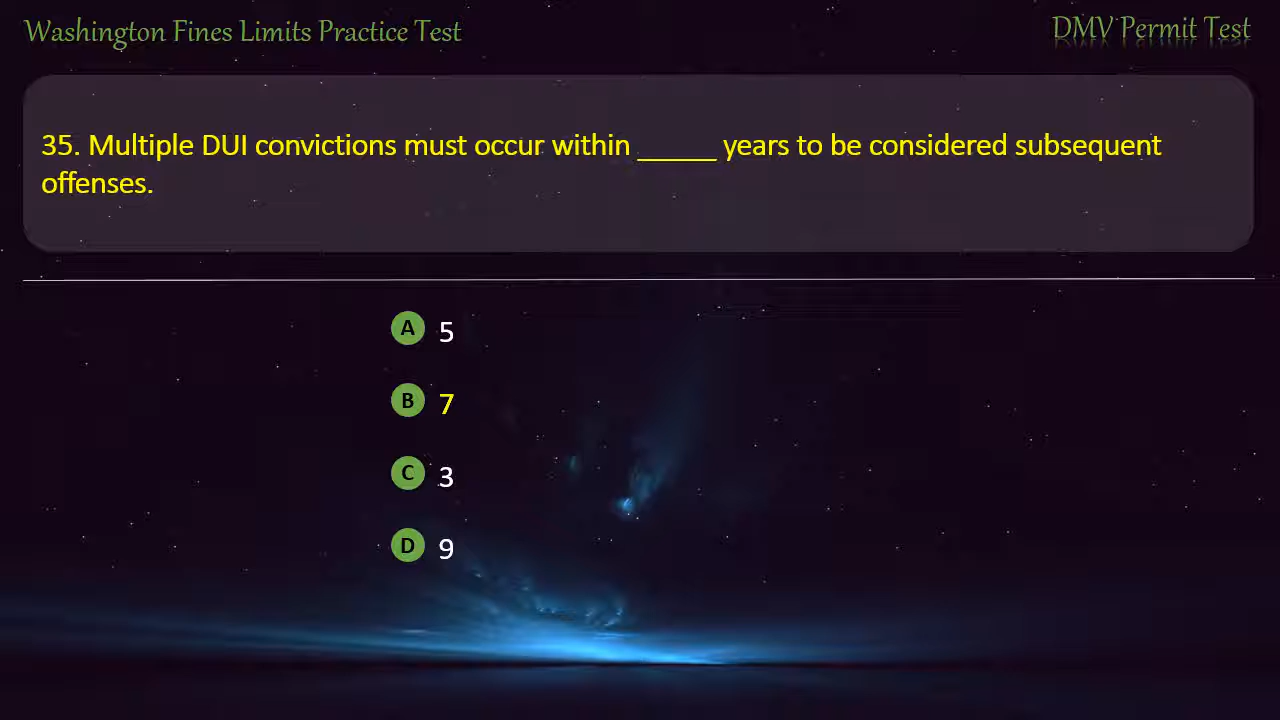 Washington Fines Limits Practice Test
DMV Permit Test
35. Multiple DUI convictions must occur within _____ years to be considered subsequent
offenses.
A 5
B 7
C 3
D 9